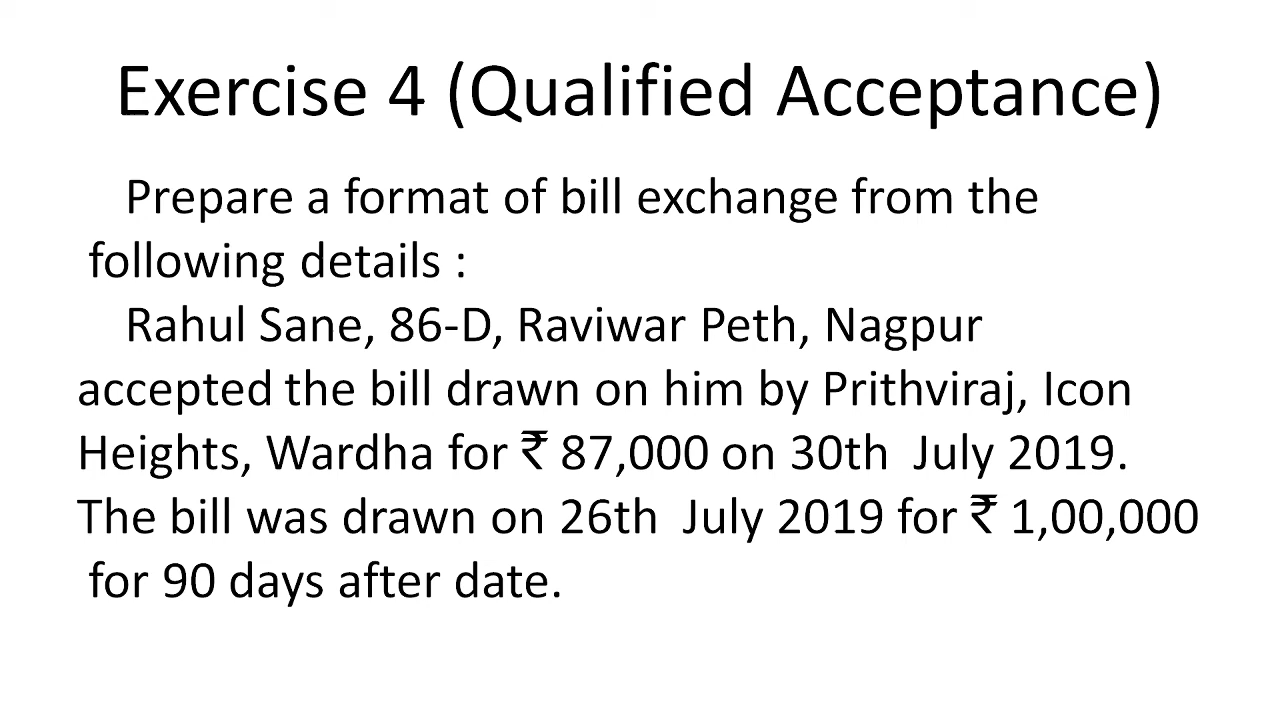 Exercise 4 (Qualified Acceptance)
Prepare a format of bill exchange from the
following details :
Rahul Sane, 86-D, Raviwar Peth, Nagpur
accepted the bill drawn on him by Prithviraj, Icon
Heights, Wardha for ₹ 87,000 on 30th July 2019.
The bill was drawn on 26th July 2019 for ₹ 1,00,000
for 90 days after date.